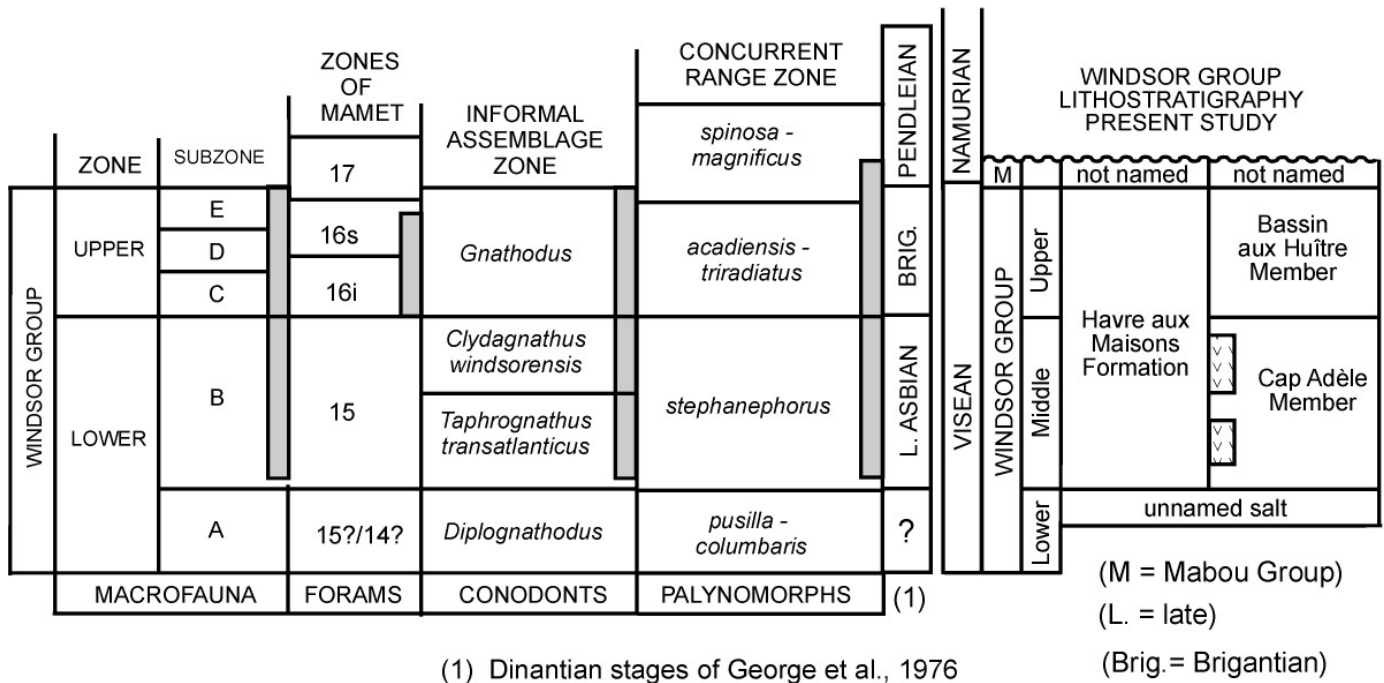 ZONES
OF
MAMET
CONCURRENT
RANGE ZONE
PENDLEIAN
NAMURIAN
WINDSOR GROUP
LITHOSTRATIGRAPHY
PRESENT STUDY
INFORMAL
ASSEMBLAGE
ZONE
spinosa -
magnificus
ZONE
SUBZONE
17
M
not named
not named
WINDSOR GROUP
UPPER
E
D
C
16s
16i
Gnathodus
acadiensis -
triradiatus
BRIG.
VISEAN
WINDSOR GROUP
Upper
Havre aux
Maisons
Formation
Bassin
aux Huître
Member
LOWER
B
15
Clydagnathus
windsorensis
Taphrognathus
transatlanticus
stephanephorus
L. ASBIAN
Middle
Cap Adèle
Member
A
15?/14?
Diplognathodus
pusilla -
columbaris
?
Lower
unnamed salt
MACROFAUNA
FORAMS
CONODONTS
PALYNOMORPHS
(1)
(M = Mabou Group)
(L. = late)
(Brig.= Brigantian)
(1) Dinantian stages of George et al., 1976